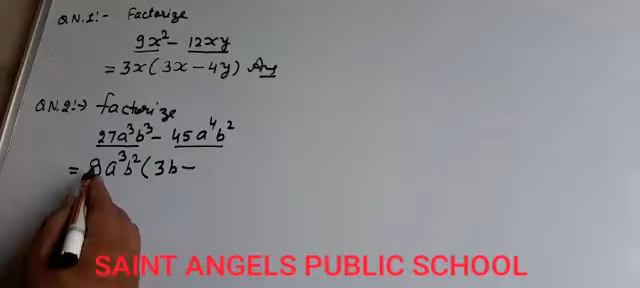 Q.N.1:- Factorize
9x² - 12xy
= 3x(3x - 4y) Ans
Q.N.2:→ factorize
27a³b³ - 45a⁴b²
= 9a³b²(3b -
SAINT ANGELS PUBLIC SCHOOL